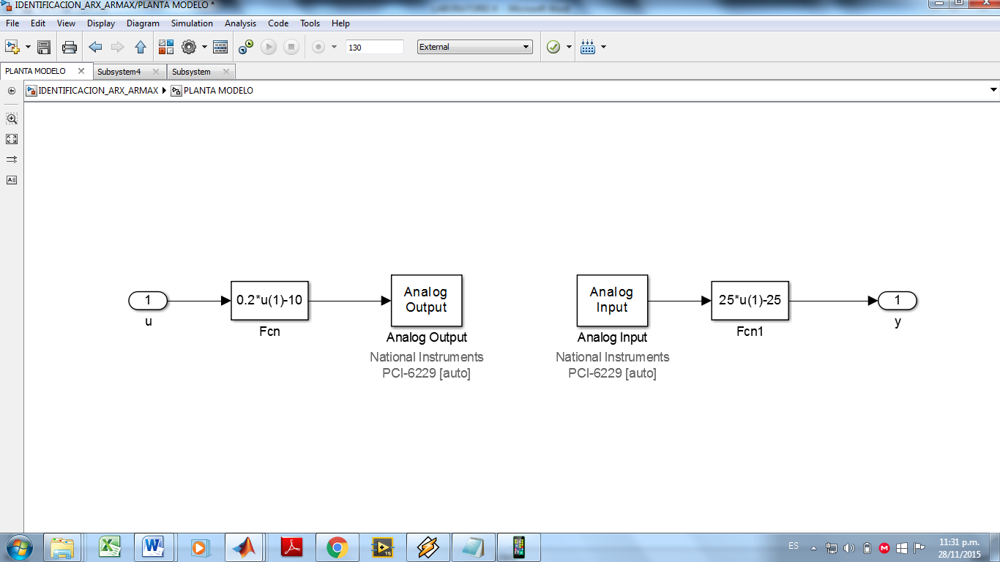 IDENTIFICACION_ARX_ARMAX/PLANTA MODELO *
File Edit View Display Diagram Simulation Analysis Code Tools Help
130 External
PLANTA MODELO Subsystem4 Subsystem
IDENTIFICACION_ARX_ARMAX PLANTA MODELO
1
u
0.2*u(1)-10
Fcn
Analog
Output
Analog Output
National Instruments
PCI-6229 [auto]
Analog
Input
Analog Input
National Instruments
PCI-6229 [auto]
25*u(1)-25
Fcn1
1
y
ES
11:31 p.m.
28/11/2015